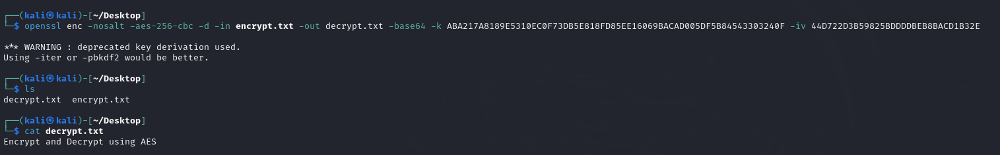 ┌──(kali㉿kali)-[~/Desktop]
└─$ openssl enc -nosalt -aes-256-cbc -d -in encrypt.txt -out decrypt.txt -base64 -k ABA217A8189E5310EC0F73DB5E818FD85EE16069BACAD005DF5B84543303240F -iv 44D722D3B59825BDDDDBEB8BACD1B32E
*** WARNING : deprecated key derivation used.
Using -iter or -pbkdf2 would be better.
┌──(kali㉿kali)-[~/Desktop]
└─$ ls
decrypt.txt  encrypt.txt
┌──(kali㉿kali)-[~/Desktop]
└─$ cat decrypt.txt
Encrypt and Decrypt using AES